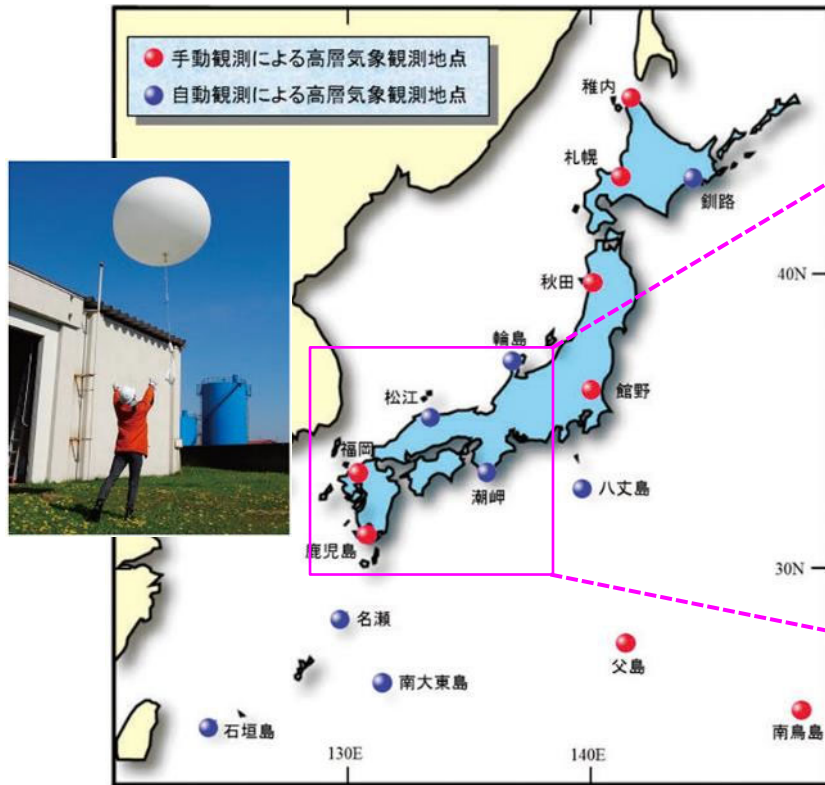 手動観測による高層気象観測地点
自動観測による高層気象観測地点
稚内
札幌
釧路
40N
秋田
輪島
松江
館野
福岡
潮岬
八丈島
鹿児島
30N
名瀬
父島
南大東島
南鳥島
石垣島
130E
140E